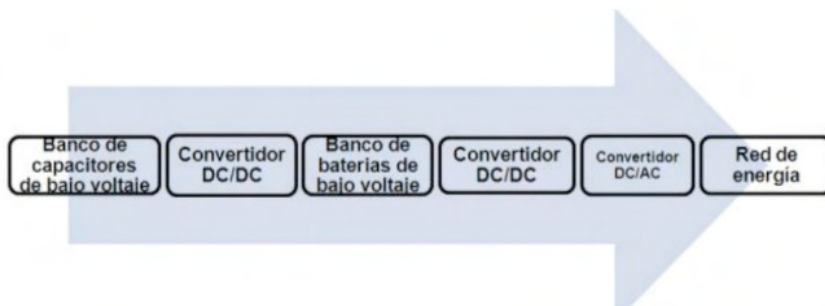 Banco de
capacitores
de bajo voltaje
Convertidor
DC/DC
Banco de
baterias de
bajo voltaje
Convertidor
DC/DC
Convertidor
DC/AC
Red de
energía